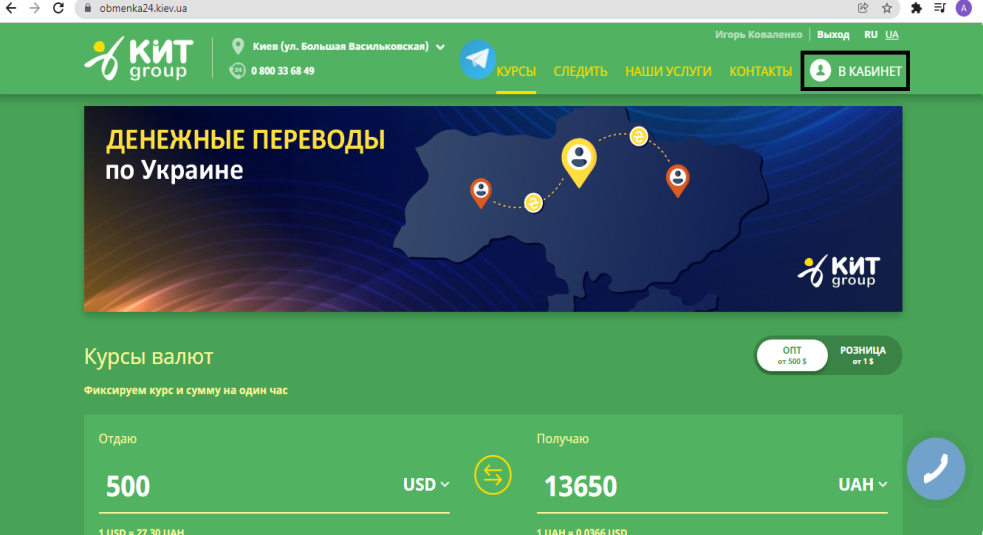 obmenka24.kiev.ua
A
КИТ
group
Киев (ул. Большая Васильковская)
24
0 800 33 68 49
Игорь Коваленко
Выход
RU UA
КУРСЫ СЛЕДИТЬ НАШИ УСЛУГИ КОНТАКТЫ В КАБИНЕТ
ДЕНЕЖНЫЕ ПЕРЕВОДЫ
по Украине
КИТ
group
Курсы валют
ОПТ
от 500 $
РОЗНИЦА
от 1 $
Фиксируем курс и сумму на один час
Отдаю
500 USD
1 USD = 27.30 UAH
Получаю
13650 UAH
1 UAH = 0.0366 USD